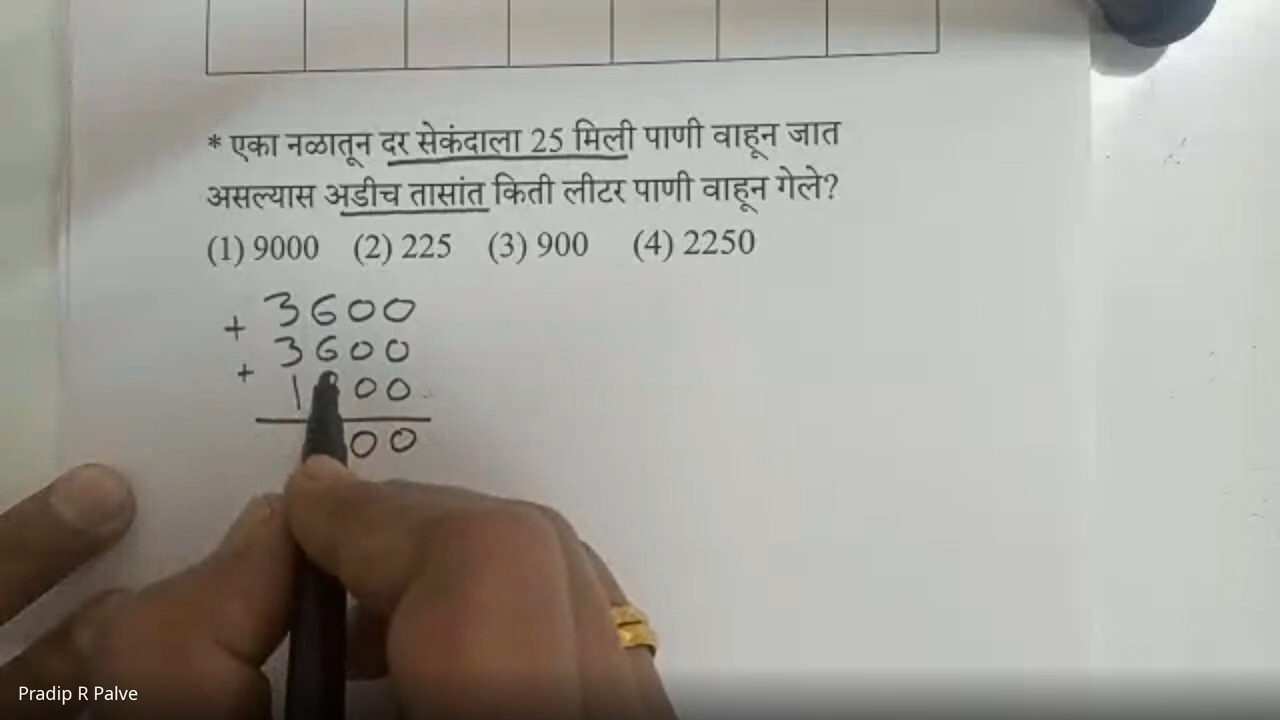 * एका नळातून दर सेकंदाला 25 मिली पाणी वाहून जात
असल्यास अडीच तासांत किती लीटर पाणी वाहून गेले?
(1) 9000 (2) 225 (3) 900 (4) 2250
+ 3600
3600
+ 1 00
00
Pradip R Palve